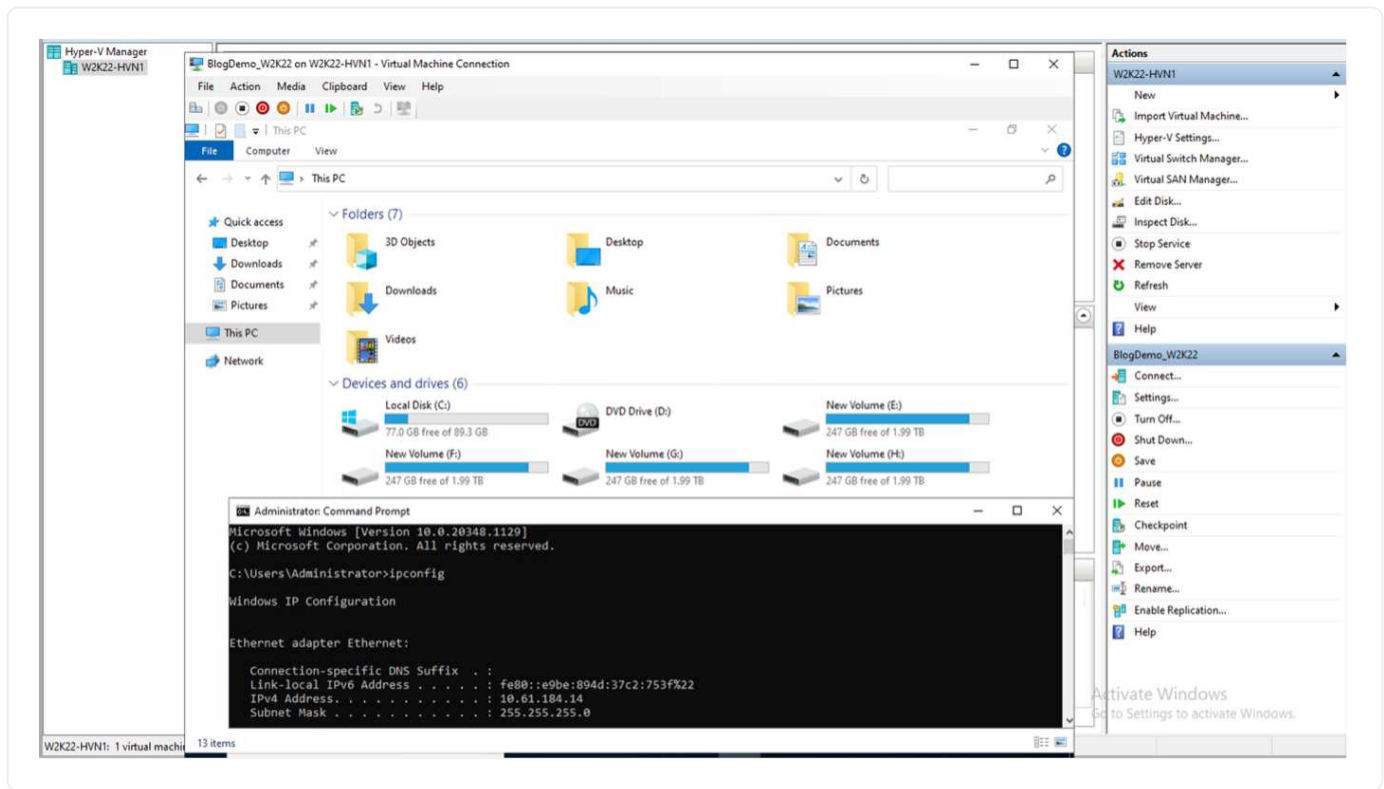 Hyper-V Manager
W2K22-HVN1
BlogDemo_W2K22 on W2K22-HVN1 - Virtual Machine Connection
File Action Media Clipboard View Help
This PC
File Computer View
This PC
Quick access
Desktop
Downloads
Documents
Pictures
This PC
Network
Folders (7)
3D Objects
Desktop
Documents
Downloads
Music
Pictures
Videos
Devices and drives (6)
Local Disk (C:)
77.0 GB free of 89.3 GB
DVD Drive (D:)
DVD
New Volume (E:)
247 GB free of 1.99 TB
New Volume (F:)
247 GB free of 1.99 TB
New Volume (G:)
247 GB free of 1.99 TB
New Volume (H:)
247 GB free of 1.99 TB
Administrator: Command Prompt
Microsoft Windows [Version 10.0.20348.1129]
(c) Microsoft Corporation. All rights reserved.
C:\Users\Administrator>ipconfig
Windows IP Configuration
Ethernet adapter Ethernet:
Connection-specific DNS Suffix . :
Link-local IPv6 Address . . . . . : fe80::e9be:894d:37c2:753f%22
IPv4 Address. . . . . . . . . . . : 10.61.184.14
Subnet Mask . . . . . . . . . . . : 255.255.255.0
13 items
W2K22-HVN1: 1 virtual machi
Actions
W2K22-HVN1
New
Import Virtual Machine...
Hyper-V Settings...
Virtual Switch Manager...
Virtual SAN Manager...
Edit Disk...
Inspect Disk...
Stop Service
Remove Server
Refresh
View
Help
BlogDemo_W2K22
Connect...
Settings...
Turn Off...
Shut Down...
Save
Pause
Reset
Checkpoint
Move...
Export...
Rename...
Enable Replication...
Help
Activate Windows
Go to Settings to activate Windows.